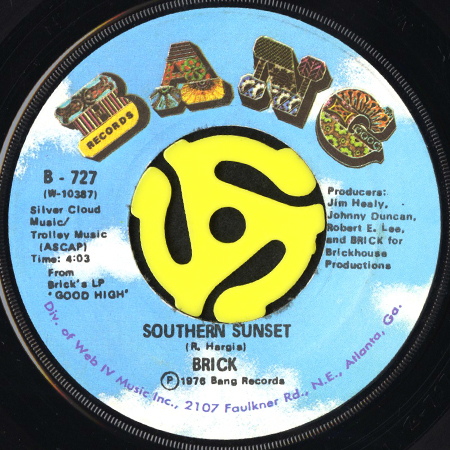 BANG
RECORDS
B - 727
(W-10387)
Silver Cloud
Music/
Trolley Music
(ASCAP)
Time: 4:03
From
Brick's LP
"GOOD HIGH"
Producers:
Jim Healy,
Johnny Duncan,
Robert E. Lee,
and BRICK for
Brickhouse
Productions
SOUTHERN SUNSET
(R. Hargis)
BRICK
Ⓟ 1976 Bang Records
Div. of Web IV Music Inc., 2107 Faulkner Rd., N.E., Atlanta, Ga.